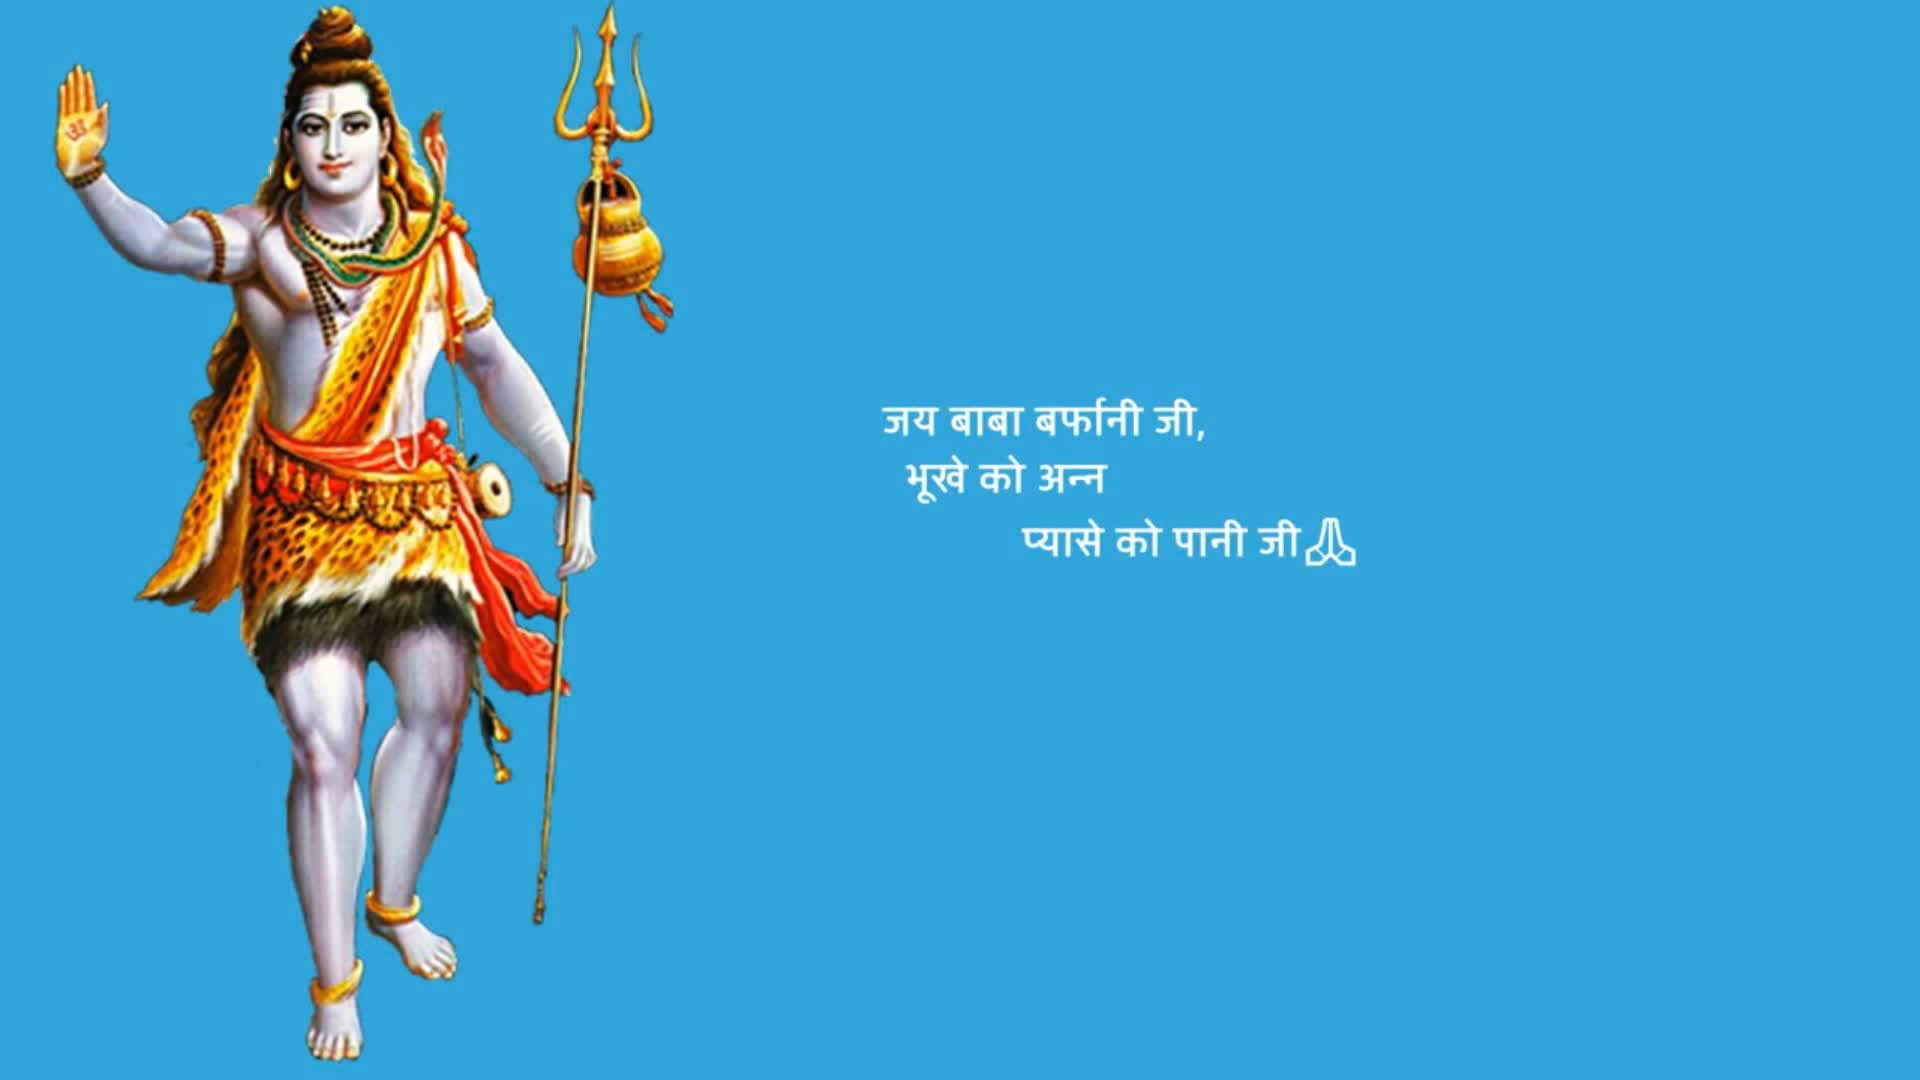 जय बाबा बर्फानी जी,
भूखे को अन्न
प्यासे को पानी जी🙏
ॐ